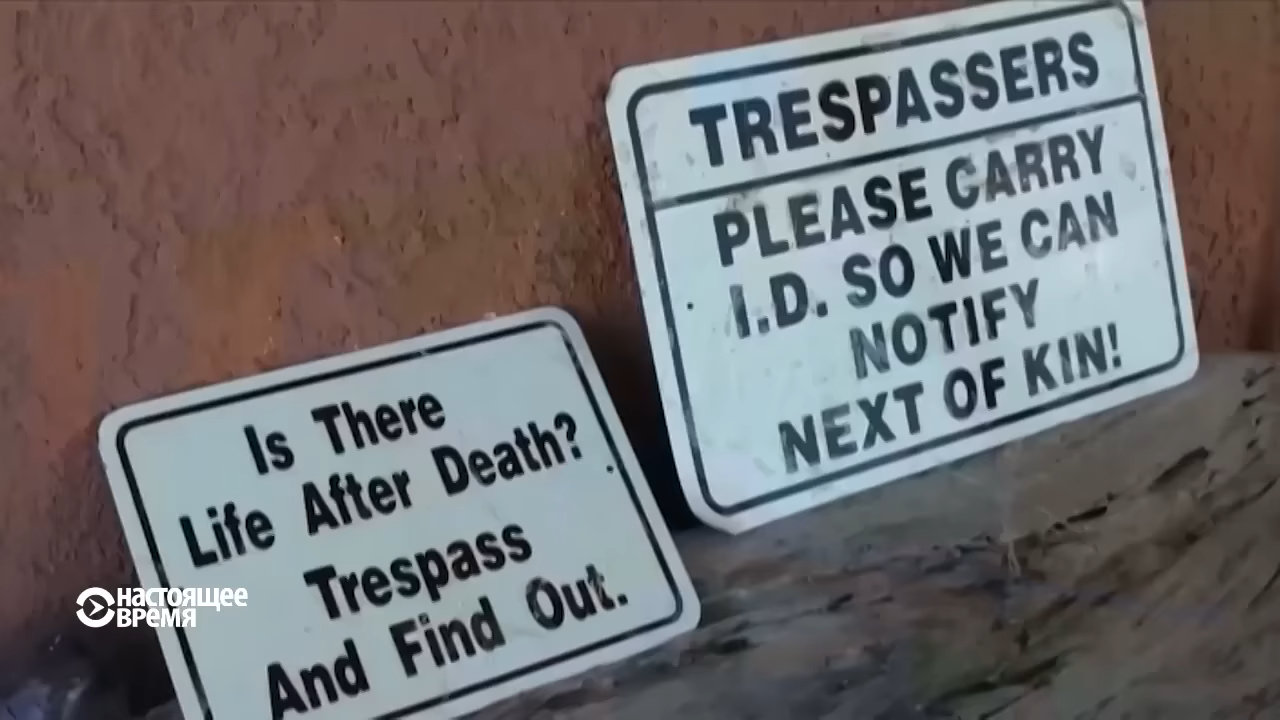 TRESPASSERS
PLEASE CARRY
I.D. SO WE CAN
NOTIFY
NEXT OF KIN!
Is There
Life After Death?
Trespass
And Find Out.
НАСТОЯЩЕЕ
ВРЕМЯ